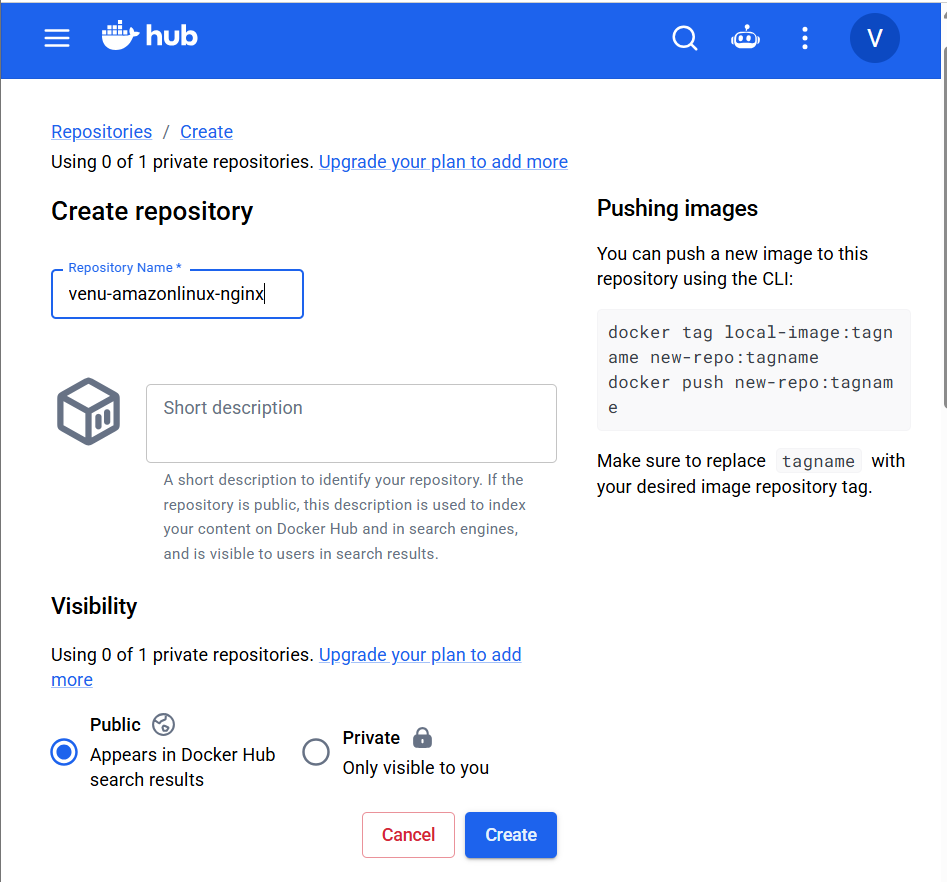 hub
V
Repositories / Create
Using 0 of 1 private repositories. Upgrade your plan to add more
Create repository
Repository Name *
venu-amazonlinux-nginx
Short description
A short description to identify your repository. If the
repository is public, this description is used to index
your content on Docker Hub and in search engines,
and is visible to users in search results.
Visibility
Using 0 of 1 private repositories. Upgrade your plan to add
more
Public
Appears in Docker Hub
search results
Private
Only visible to you
Cancel
Create
Pushing images
You can push a new image to this
repository using the CLI:
docker tag local-image:tagn
ame new-repo:tagname
docker push new-repo:tagnam
e
Make sure to replace tagname with
your desired image repository tag.